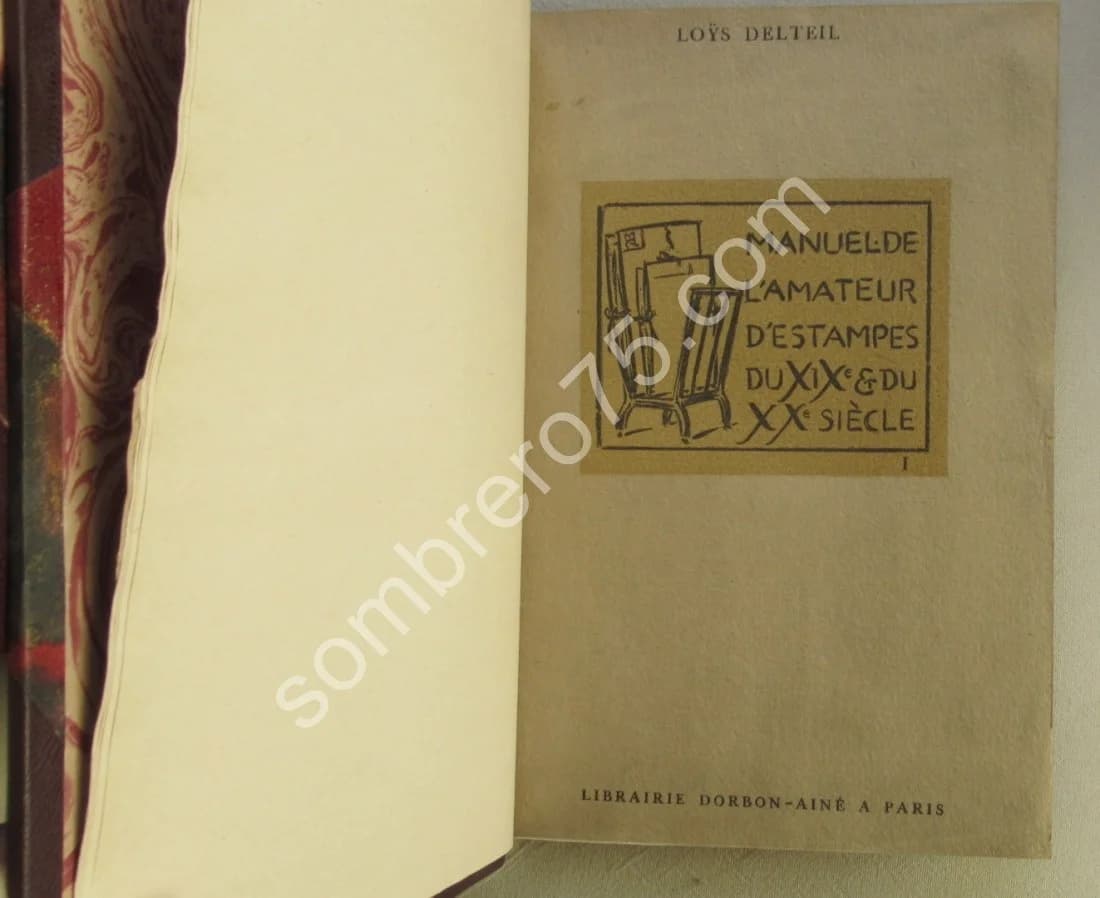 LOŸS DELTEIL
MANUEL·DE
L'AMATEUR
D'ESTAMPES
DU XIXe & DU
XXe SIÈCLE
I
LIBRAIRIE DORBON-AINÉ A PARIS
sombrero75.com